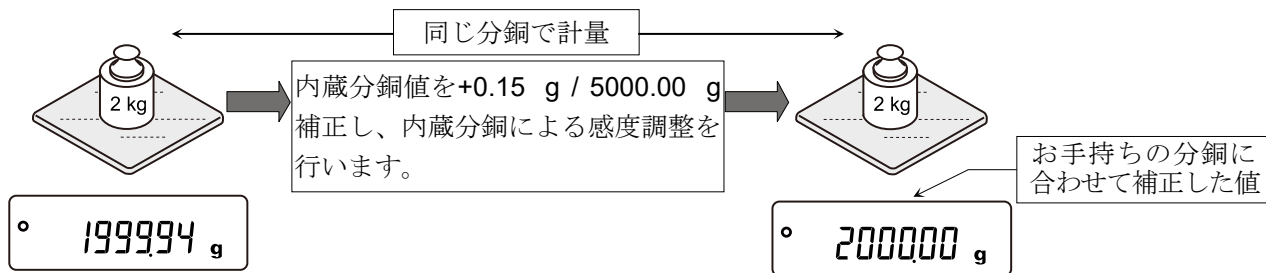 同じ分銅で計量
2 kg
内蔵分銅値を+0.15 g / 5000.00 g
補正し、内蔵分銅による感度調整を
行います。
2 kg
お手持ちの分銅に
合わせて補正した値
1999.94 g
2000.00 g